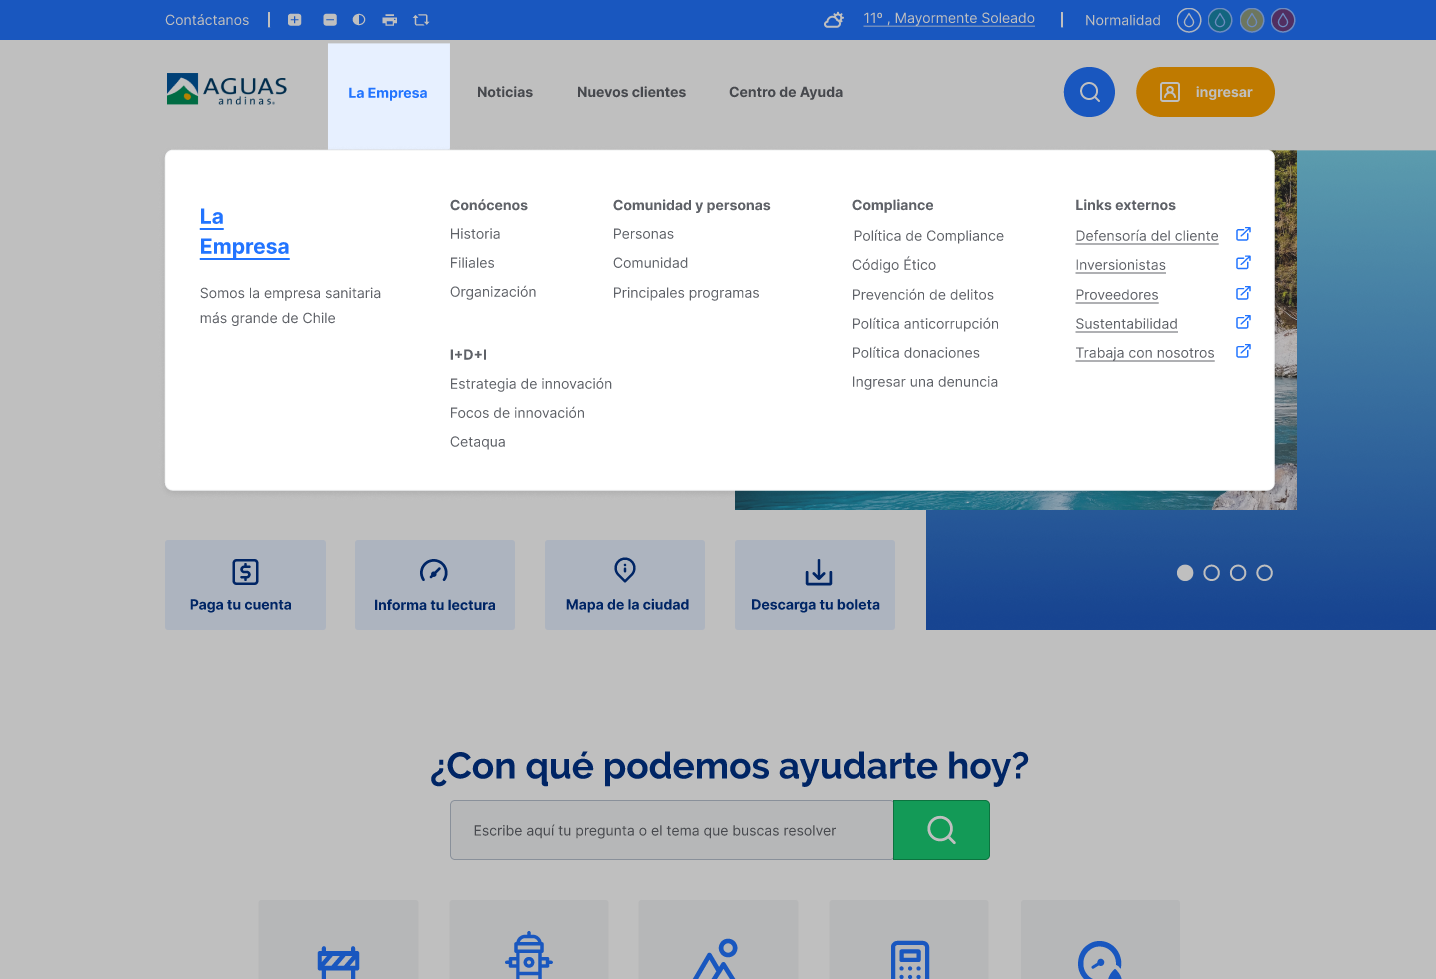 Contáctanos
11º , Mayormente Soleado
Normalidad
AGUAS
andinas
La Empresa
Noticias
Nuevos clientes
Centro de Ayuda
ingresar
La
Empresa
Somos la empresa sanitaria
más grande de Chile
Conócenos
Historia
Filiales
Organización
I+D+I
Estrategia de innovación
Focos de innovación
Cetaqua
Comunidad y personas
Personas
Comunidad
Principales programas
Compliance
Política de Compliance
Código Ético
Prevención de delitos
Política anticorrupción
Política donaciones
Ingresar una denuncia
Links externos
Defensoría del cliente
Inversionistas
Proveedores
Sustentabilidad
Trabaja con nosotros
Paga tu cuenta
Informa tu lectura
Mapa de la ciudad
Descarga tu boleta
¿Con qué podemos ayudarte hoy?
Escribe aquí tu pregunta o el tema que buscas resolver